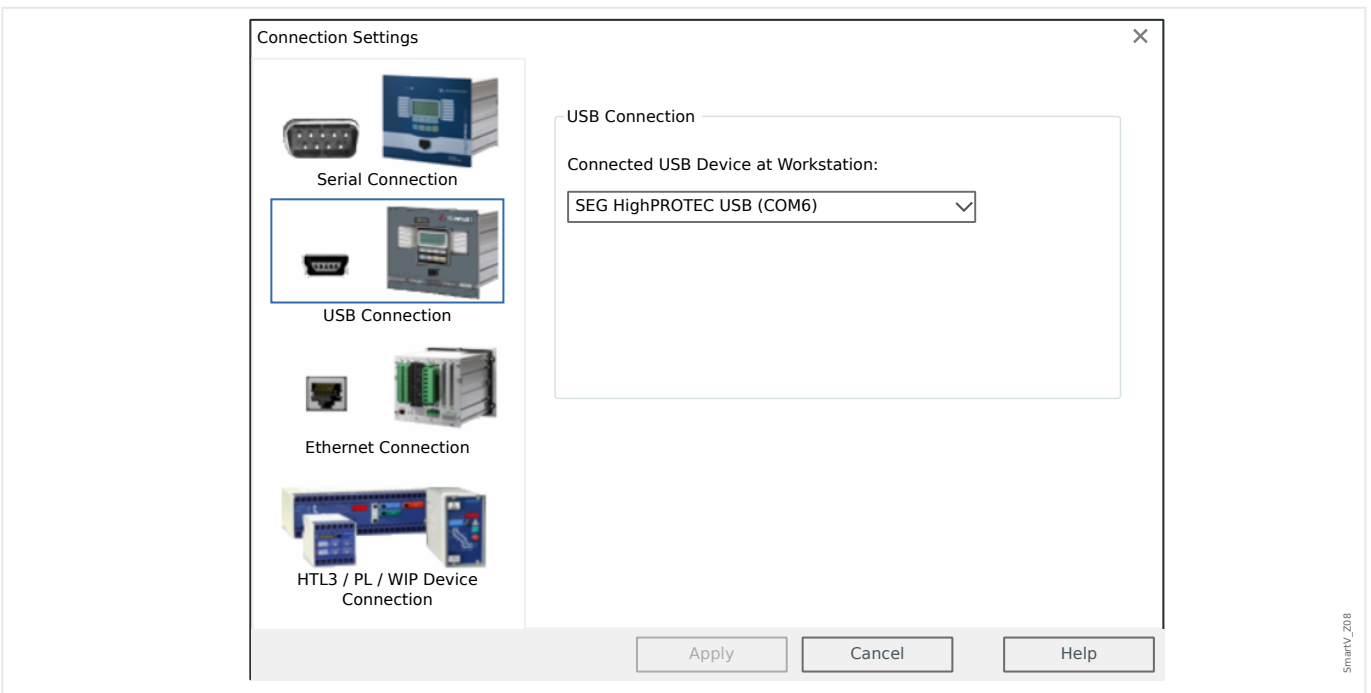 Connection Settings
Serial Connection
USB Connection
Ethernet Connection
HTL3 / PL / WIP Device
Connection
USB Connection
Connected USB Device at Workstation:
SEG HighPROTEC USB (COM6)
Apply
Cancel
Help
SmartV_Z08